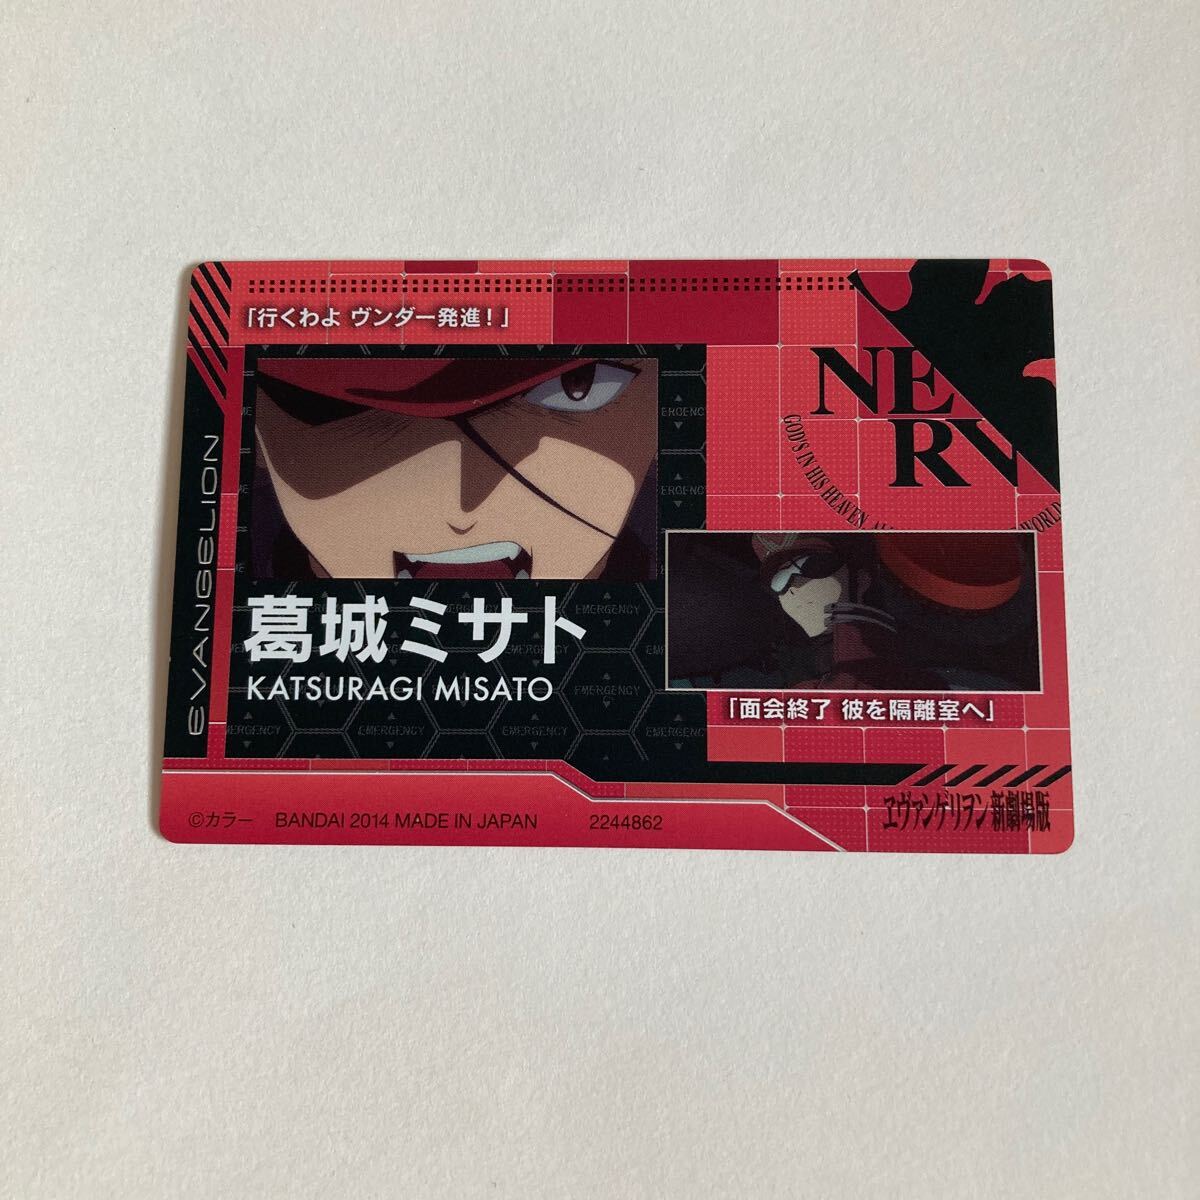 「行くわよ ヴンダー発進！」
NERV
GOD'S IN HIS HEAVEN. AL WORLD
EVANGELION
葛城ミサト
KATSURAGI MISATO
EMERGENCY
「面会終了 彼を隔離室へ」
ヱヴァンゲリヲン新劇場版
©カラー BANDAI 2014 MADE IN JAPAN 2244862